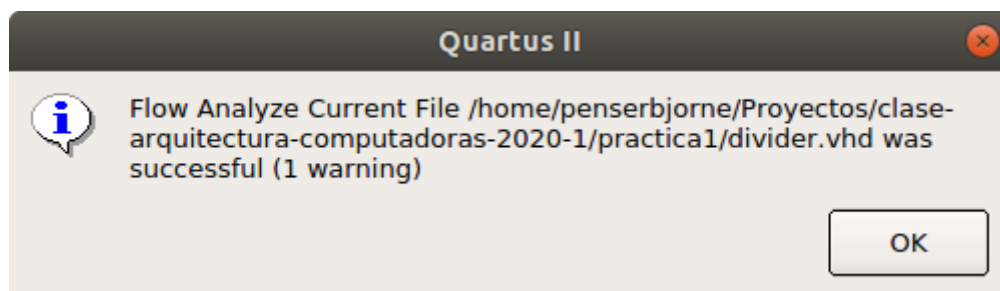 Quartus II
Flow Analyze Current File /home/penserbjorne/Proyectos/clase-
arquitectura-computadoras-2020-1/practica1/divider.vhd was
successful (1 warning)
OK